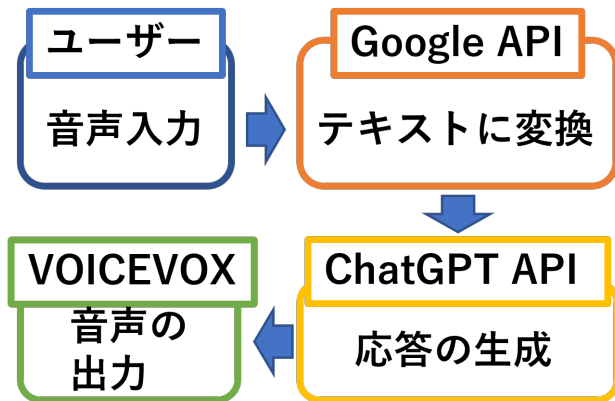 ユーザー
音声入力
Google API
テキストに変換
ChatGPT API
応答の生成
VOICEVOX
音声の
出力